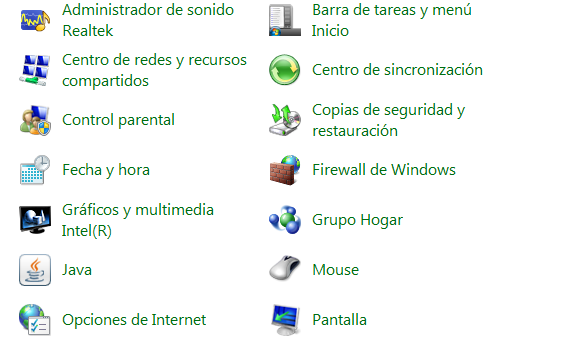 Administrador de sonido
Realtek
Barra de tareas y menú
Inicio
Centro de redes y recursos
compartidos
Centro de sincronización
Control parental
Copias de seguridad y
restauración
Fecha y hora
Firewall de Windows
Gráficos y multimedia
Intel(R)
Grupo Hogar
Java
Mouse
Opciones de Internet
Pantalla